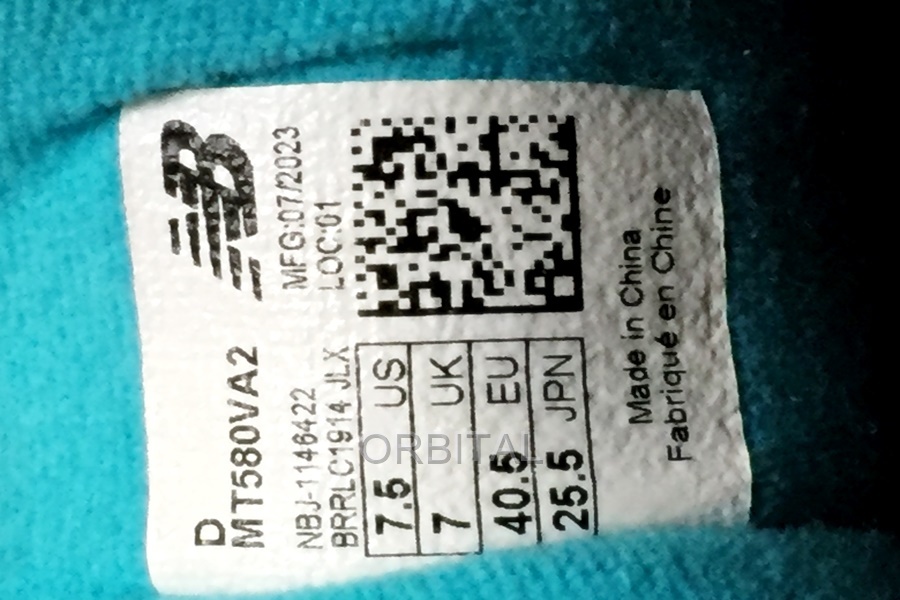 D
MT580VA2
NBJ-1146422
BRRLC1914 JLX
7.5 US
7 UK
40.5 EU
25.5 JPN
NB
MFG:07/2023
LOC:01
Made in China
Fabriqué en Chine
ORBITAL